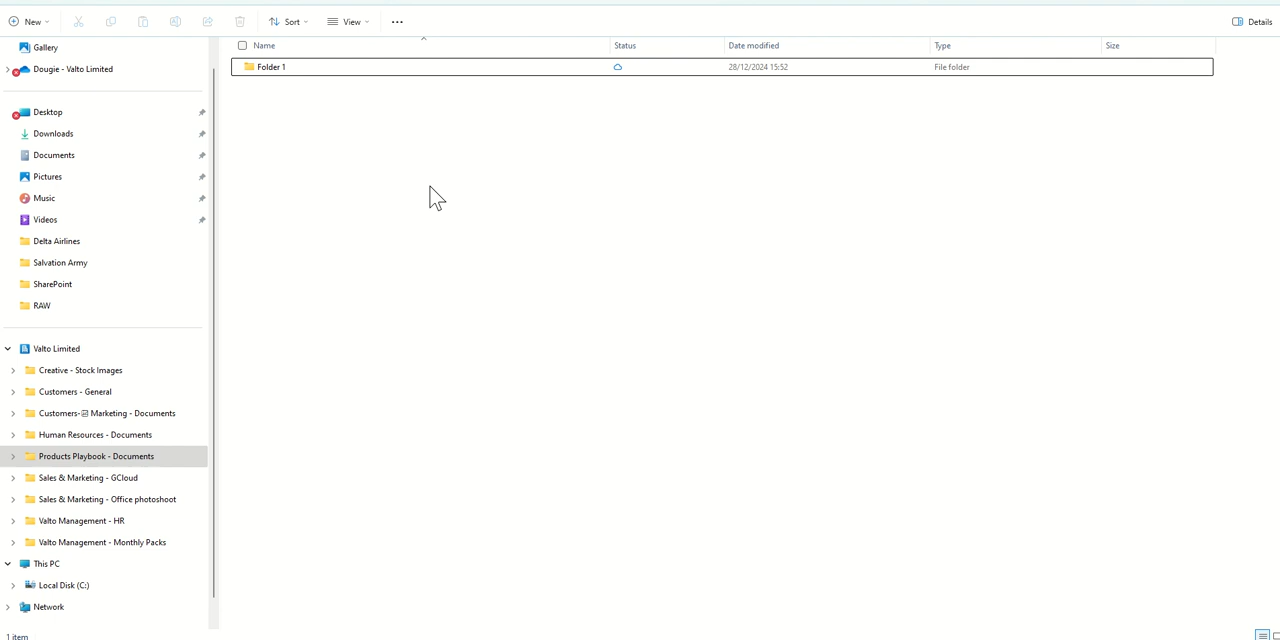 New Sort View Details
Name Status Date modified Type Size
Folder 1 28/12/2024 15:52 File folder
Gallery
Dougie - Valto Limited
Desktop
Downloads
Documents
Pictures
Music
Videos
Delta Airlines
Salvation Army
SharePoint
RAW
Valto Limited
Creative - Stock Images
Customers - General
Customers- Marketing - Documents
Human Resources - Documents
Products Playbook - Documents
Sales & Marketing - GCloud
Sales & Marketing - Office photoshoot
Valto Management - HR
Valto Management - Monthly Packs
This PC
Local Disk (C:)
Network
1 item